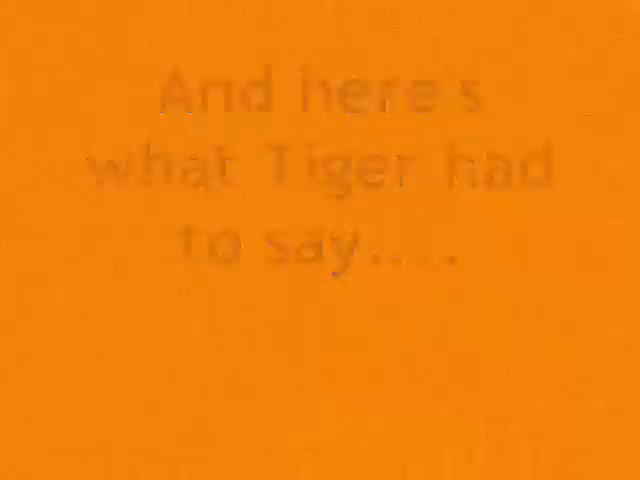 And here's
what Tiger had
to say.....